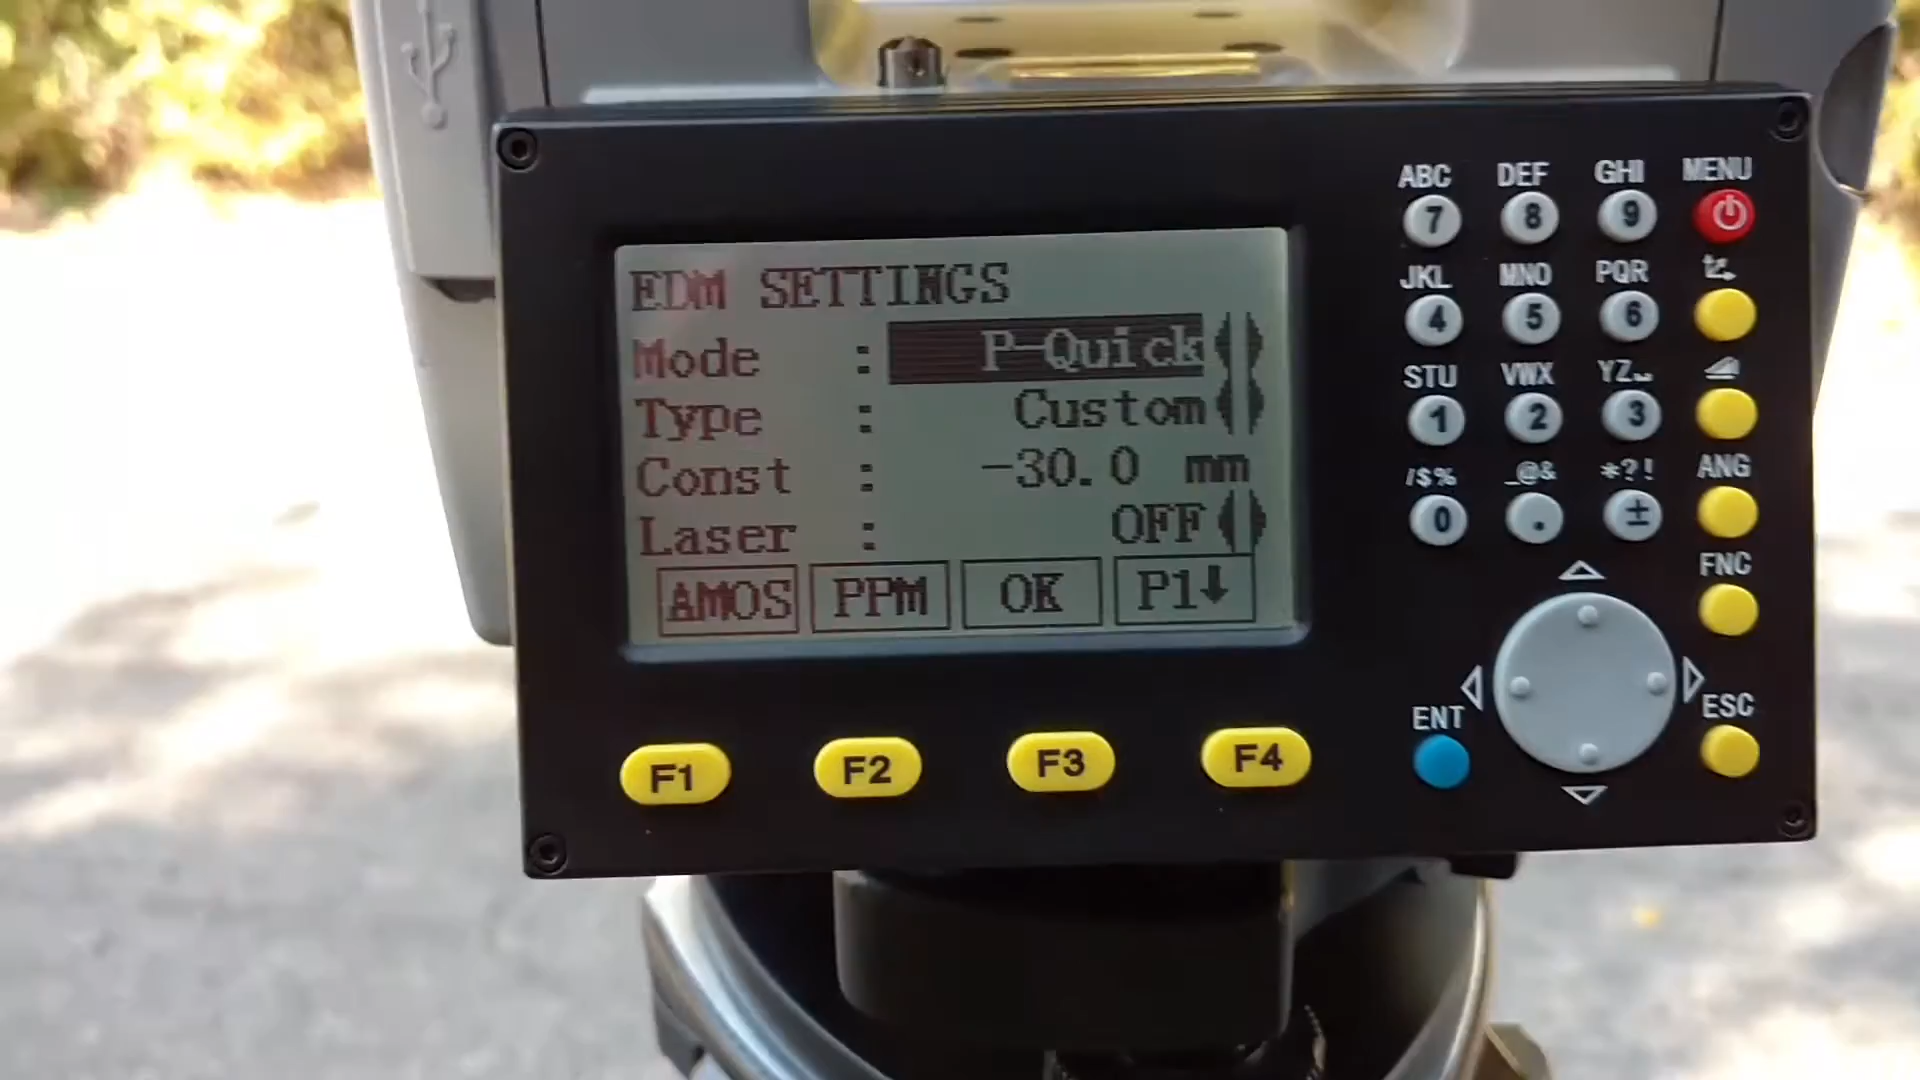 EDM SETTINGS
Mode : P-Quick
Type : Custom
Const : -30.0 mm
Laser : OFF
AMOS PPM OK P1↓
F1 F2 F3 F4
ABC DEF GHI MENU
7 8 9
JKL MNO PQR
4 5 6
STU VWX YZ␣
1 2 3
/$% _@& *?! ANG
0 . ±
FNC
ENT ESC